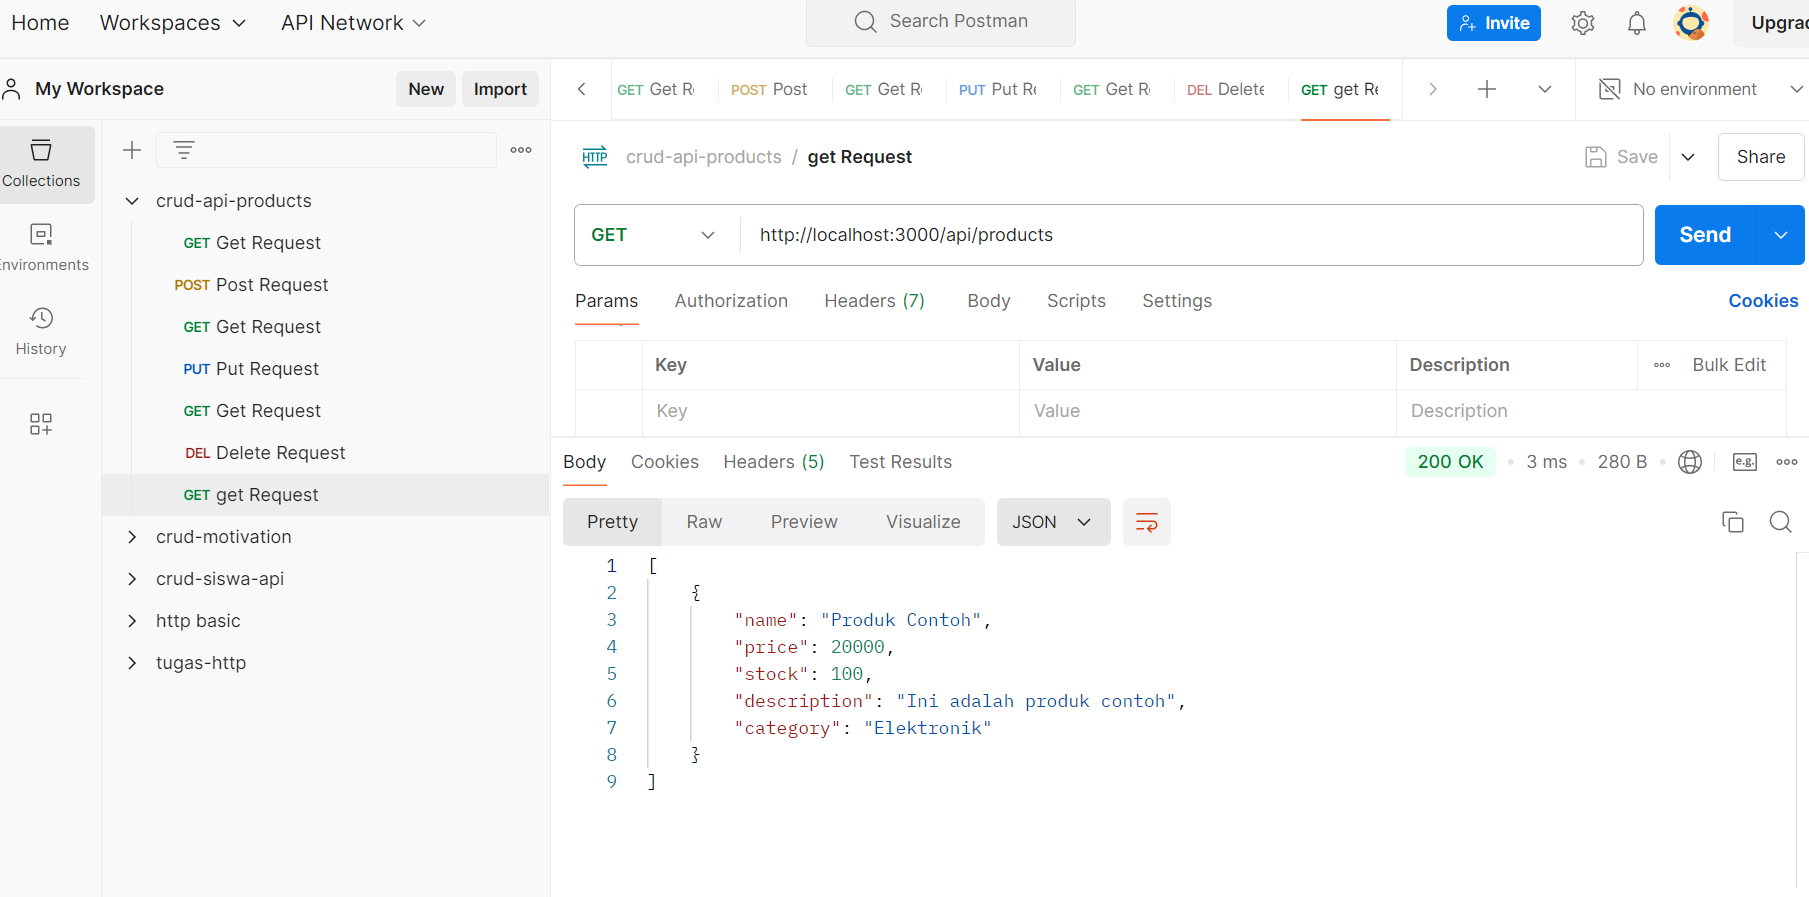 Home Workspaces API Network Search Postman Invite Upgrad
My Workspace New Import
GET Get R POST Post GET Get R PUT Put Re GET Get R DEL Delete GET get Re No environment
Collections
Environments
History
crud-api-products
GET Get Request
POST Post Request
GET Get Request
PUT Put Request
GET Get Request
DEL Delete Request
GET get Request
crud-motivation
crud-siswa-api
http basic
tugas-http
HTTP crud-api-products / get Request Save Share
GET http://localhost:3000/api/products Send
Params Authorization Headers (7) Body Scripts Settings Cookies
Key Value Description Bulk Edit
Key Value Description
Body Cookies Headers (5) Test Results 200 OK 3 ms 280 B e.g.
Pretty Raw Preview Visualize JSON
1 [
2 {
3 "name": "Produk Contoh",
4 "price": 20000,
5 "stock": 100,
6 "description": "Ini adalah produk contoh",
7 "category": "Elektronik"
8 }
9 ]